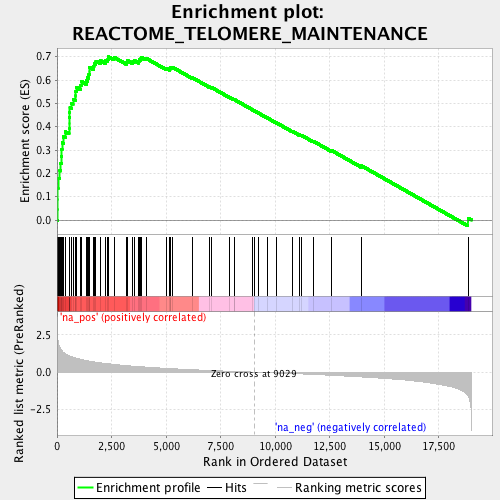 Enrichment plot:
REACTOME_TELOMERE_MAINTENANCE
Enrichment score (ES)
0.7
0.6
0.5
0.4
0.3
0.2
0.1
0.0
'na_pos' (positively correlated)
Ranked list metric (PreRanked)
2.5
0.0
-2.5
Zero cross at 9029
'na_neg' (negatively correlated)
0
2,500
5,000
7,500
10,000
12,500
15,000
17,500
Rank in Ordered Dataset
Enrichment profile
Hits
Ranking metric scores